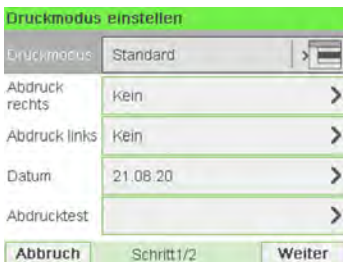 Druckmodus einstellen
Druckmodus Standard
Abdruck rechts Kein
Abdruck links Kein
Datum 21.08.20
Abdrucktest
Abbruch Schritt1/2 Weiter